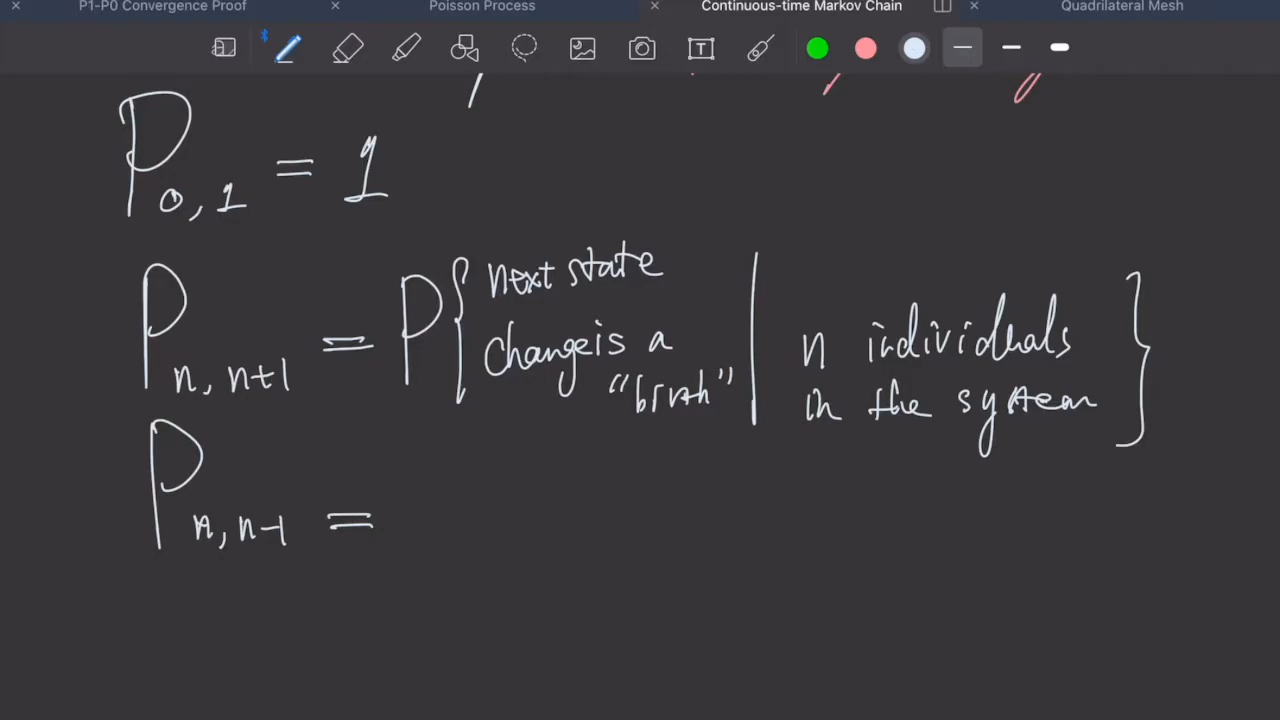 P1-P0 Convergence Proof Poisson Process Continuous-time Markov Chain Quadrilateral Mesh
P0,1 = 1
Pn, n+1 = P{ next state change is a "birth" | n individuals in the system }
Pn, n-1 =